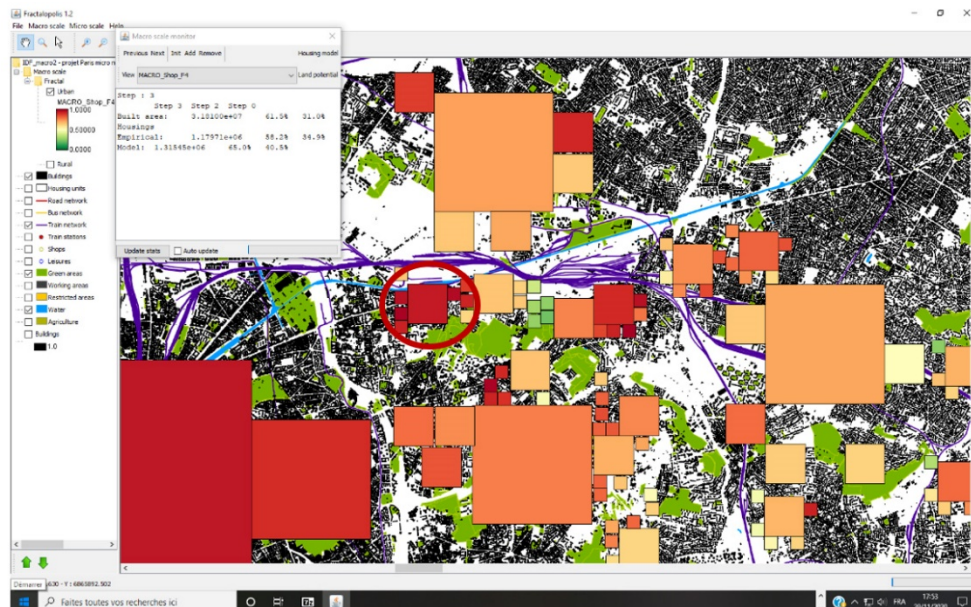 Fractalopolis 1.2
File Macro scale Micro scale Help
Macro scale monitor
Previous Next Init Add Remove Housing model
View MACRO_Shop_F4 Land potential
Step : 3
Step 3 Step 2 Step 0
Built area: 3.18100e+07 61.5% 31.0%
Housings
Empirical: 1.17971e+06 34.9%
Model: 1.31545e+06 65.0% 40.5%
Update stats Auto update
IDF_macro2 - projet Paris micro
Macro scale
Fractal
Urban
MACRO_Shop_F4
1.0000
0.50000
0.0000
Rural
Buildings
Housing units
Road network
Bus network
Train network
Train stations
Shops
Leisures
Green areas
Working areas
Restricted areas
Water
Agriculture
Buildings
1.0
Démarrer 630 - Y : 6865892.502
Faites toutes vos recherches ici
FRA
17:53